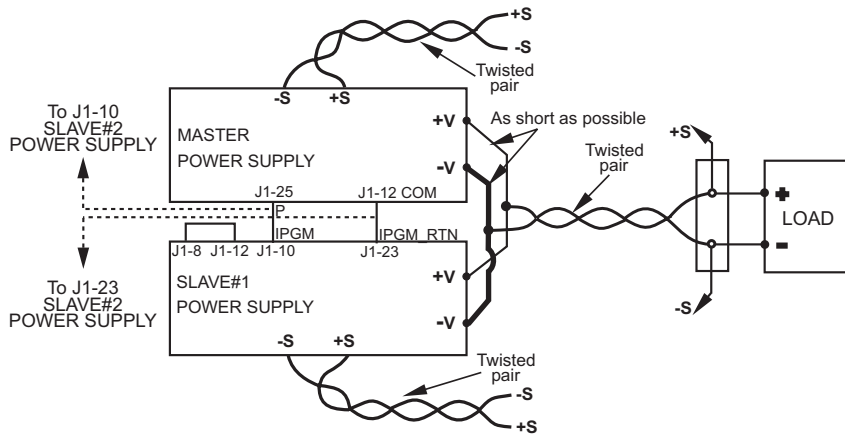 +S
-S
Twisted
pair
-S +S
To J1-10
SLAVE#2
POWER SUPPLY
MASTER
POWER SUPPLY
+V
-V
As short as possible
J1-25
J1-12 COM
P
IPGM
IPGM_RTN
J1-8 J1-12 J1-10 J1-23
To J1-23
SLAVE#2
POWER SUPPLY
SLAVE#1
POWER SUPPLY
+V
-V
-S +S
Twisted
pair
-S
+S
Twisted
pair
+S
-S
+
LOAD
-